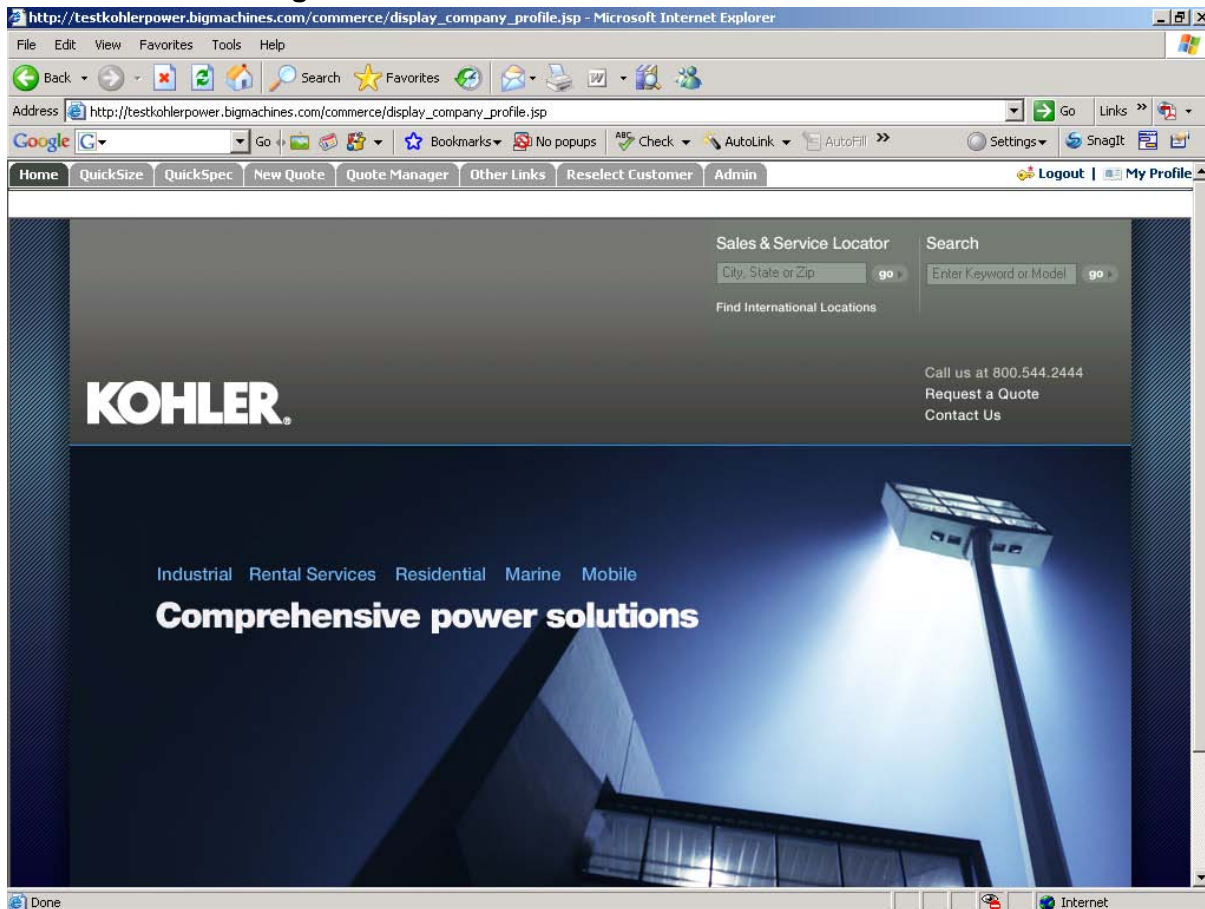 http://testkohlerpower.bigmachines.com/commerce/display_company_profile.jsp - Microsoft Internet Explorer
File Edit View Favorites Tools Help
Back Search Favorites
Address http://testkohlerpower.bigmachines.com/commerce/display_company_profile.jsp Go Links »
Google G Go Bookmarks No popups ABC Check AutoLink AutoFill » Settings SnagIt
Home QuickSize QuickSpec New Quote Quote Manager Other Links Reselect Customer Admin Logout | My Profile
Sales & Service Locator Search
City, State or Zip go Enter Keyword or Model go
Find International Locations
Call us at 800.544.2444
KOHLER® Request a Quote
Contact Us
Industrial Rental Services Residential Marine Mobile
Comprehensive power solutions
Done Internet